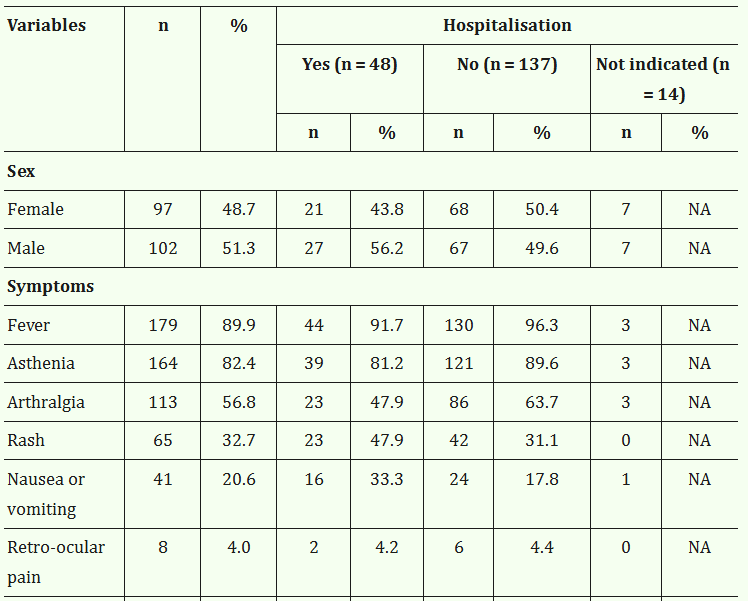 Variables n % Hospitalisation
Yes (n = 48) No (n = 137) Not indicated (n
= 14)
n % n % n %
Sex
Female 97 48.7 21 43.8 68 50.4 7 NA
Male 102 51.3 27 56.2 67 49.6 7 NA
Symptoms
Fever 179 89.9 44 91.7 130 96.3 3 NA
Asthenia 164 82.4 39 81.2 121 89.6 3 NA
Arthralgia 113 56.8 23 47.9 86 63.7 3 NA
Rash 65 32.7 23 47.9 42 31.1 0 NA
Nausea or 41 20.6 16 33.3 24 17.8 1 NA
vomiting
Retro-ocular 8 4.0 2 4.2 6 4.4 0 NA
pain